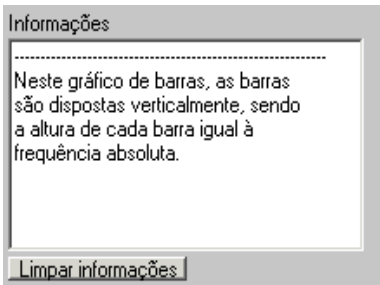 Informações
------------------------------------------------------------
Neste gráfico de barras, as barras
são dispostas verticalmente, sendo
a altura de cada barra igual à
frequência absoluta.
Limpar informações